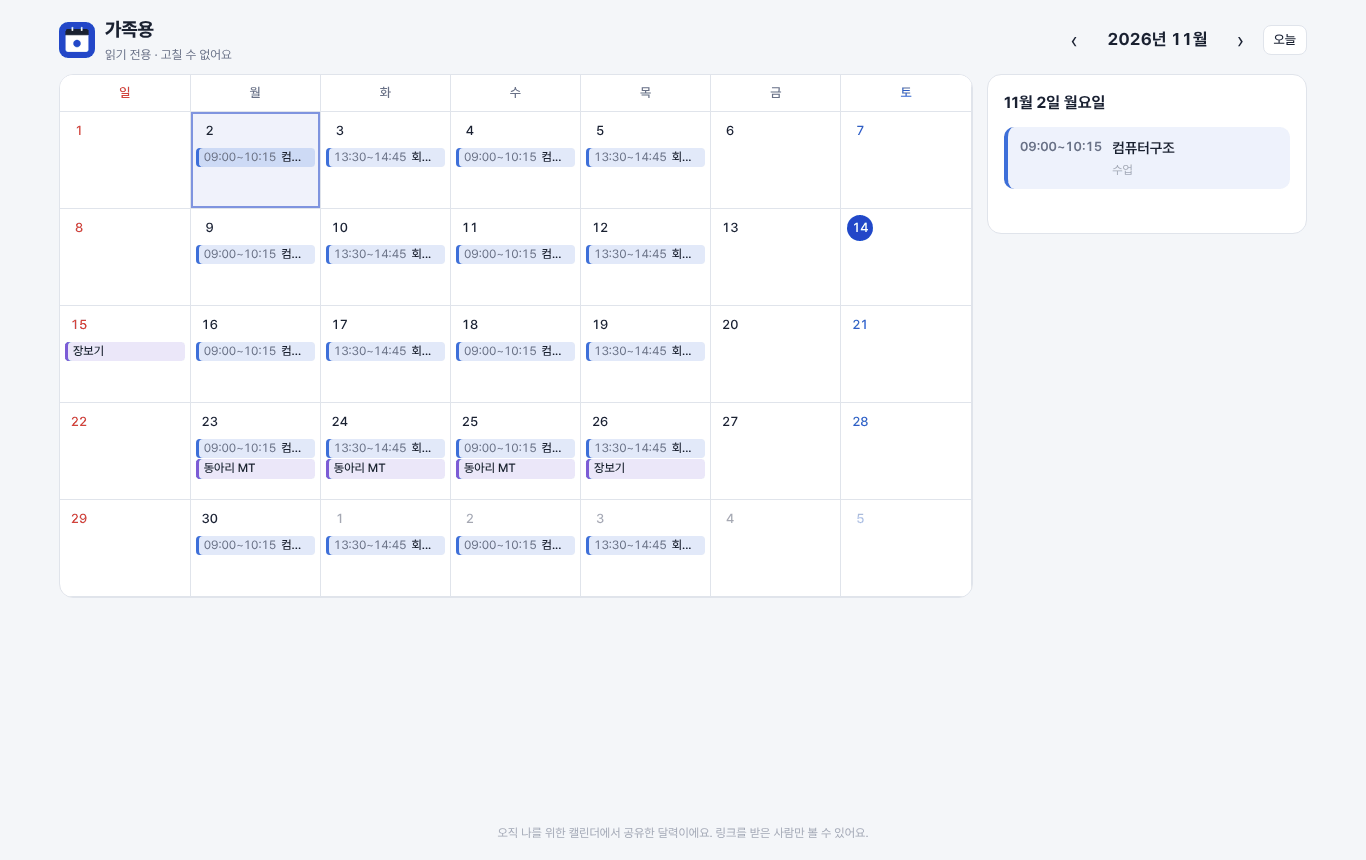 가족용
읽기 전용 · 고칠 수 없어요
‹ 2026년 11월 › 오늘
일 월 화 수 목 금 토
1 2 3 4 5 6 7
09:00~10:15 컴... 13:30~14:45 회... 09:00~10:15 컴... 13:30~14:45 회...
8 9 10 11 12 13 14
09:00~10:15 컴... 13:30~14:45 회... 09:00~10:15 컴... 13:30~14:45 회...
15 16 17 18 19 20 21
장보기 09:00~10:15 컴... 13:30~14:45 회... 09:00~10:15 컴... 13:30~14:45 회...
22 23 24 25 26 27 28
09:00~10:15 컴... 13:30~14:45 회... 09:00~10:15 컴... 13:30~14:45 회...
동아리 MT 동아리 MT 동아리 MT 장보기
29 30 1 2 3 4 5
09:00~10:15 컴... 13:30~14:45 회... 09:00~10:15 컴... 13:30~14:45 회...
11월 2일 월요일
09:00~10:15 컴퓨터구조
수업
오직 나를 위한 캘린더에서 공유한 달력이에요. 링크를 받은 사람만 볼 수 있어요.